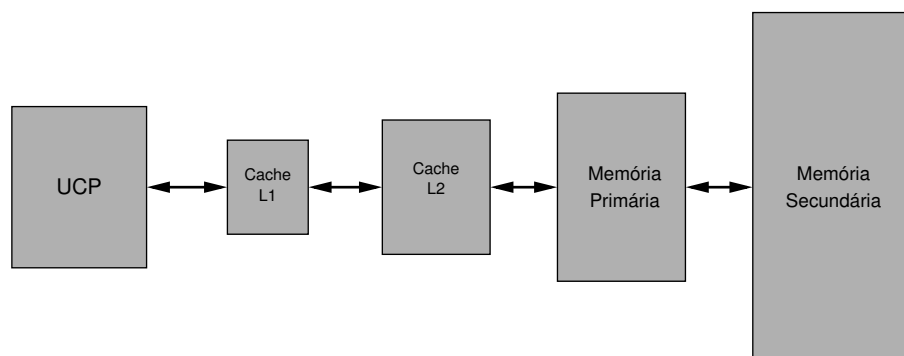 UCP
Cache
L1
Cache
L2
Memória
Primária
Memória
Secundária